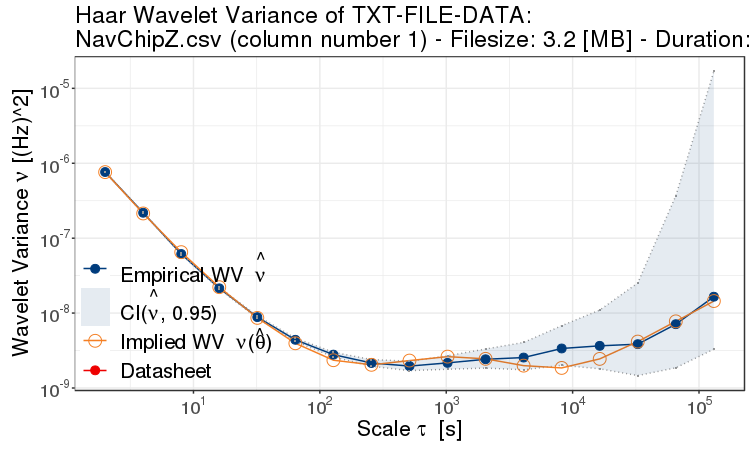 Haar Wavelet Variance of TXT-FILE-DATA:
NavChipZ.csv (column number 1) - Filesize: 3.2 [MB] - Duration:
Wavelet Variance ν [(Hz)^2]
10^-5
10^-6
10^-7
10^-8
10^-9
Empirical WV ν̂
CI(ν̂, 0.95)
Implied WV ν(θ̂)
Datasheet
10^1
10^2
10^3
10^4
10^5
Scale τ [s]